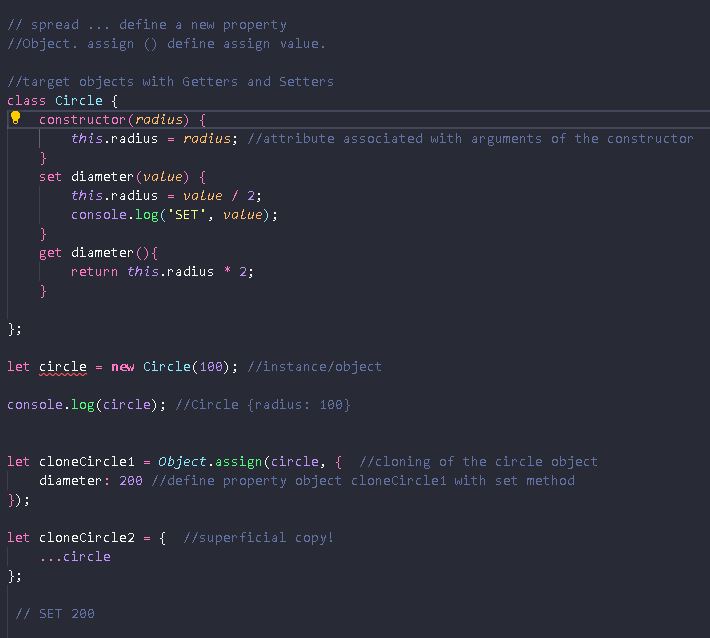 // spread ... define a new property
//Object. assign () define assign value.
//target objects with Getters and Setters
class Circle {
constructor(radius) {
this.radius = radius; //attribute associated with arguments of the constructor
}
set diameter(value) {
this.radius = value / 2;
console.log("SET", value);
}
get diameter(){
return this.radius * 2;
}
};
let circle = new Circle(100); //instance/object
console.log(circle); //Circle {radius: 100}
let cloneCircle1 = Object.assign(circle, {  //cloning of the circle object
diameter: 200 //define property object cloneCircle1 with set method
});
let cloneCircle2 = {  //superficial copy!
...circle
};
// SET 200